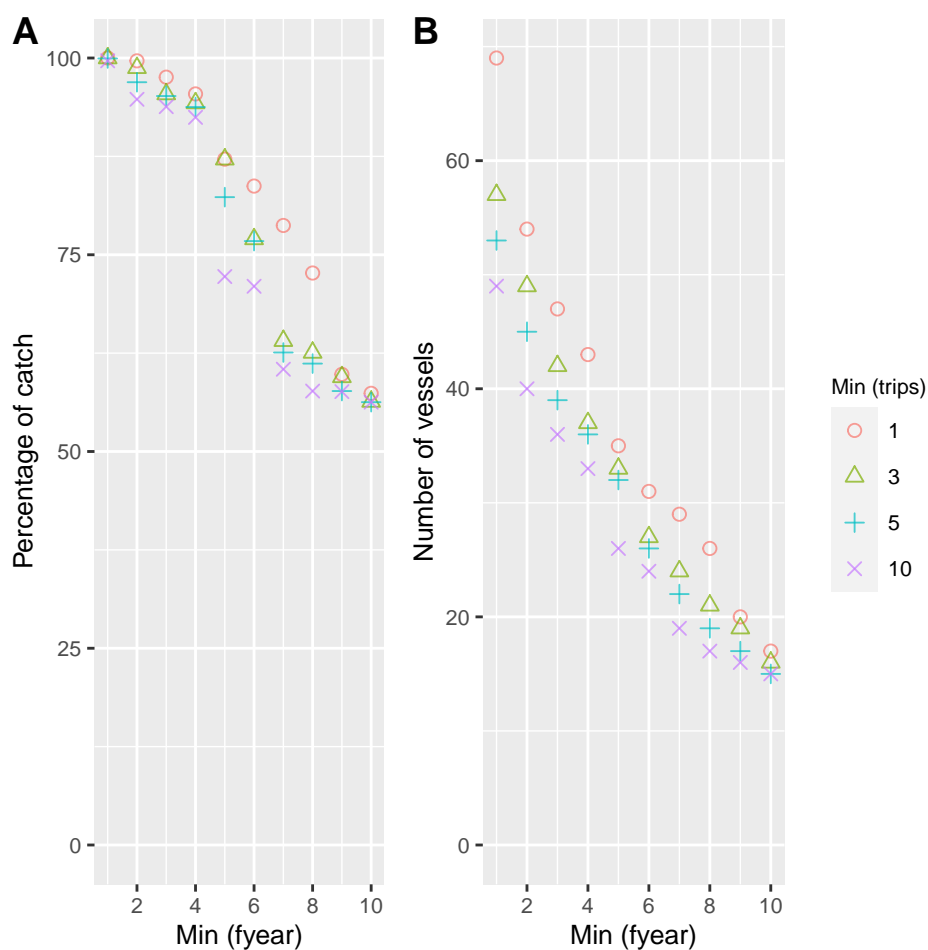 A
B
100
75
50
25
0
Percentage of catch
2 4 6 8 10
Min (fyear)
60
40
20
0
Number of vessels
2 4 6 8 10
Min (fyear)
Min (trips)
1
3
5
10